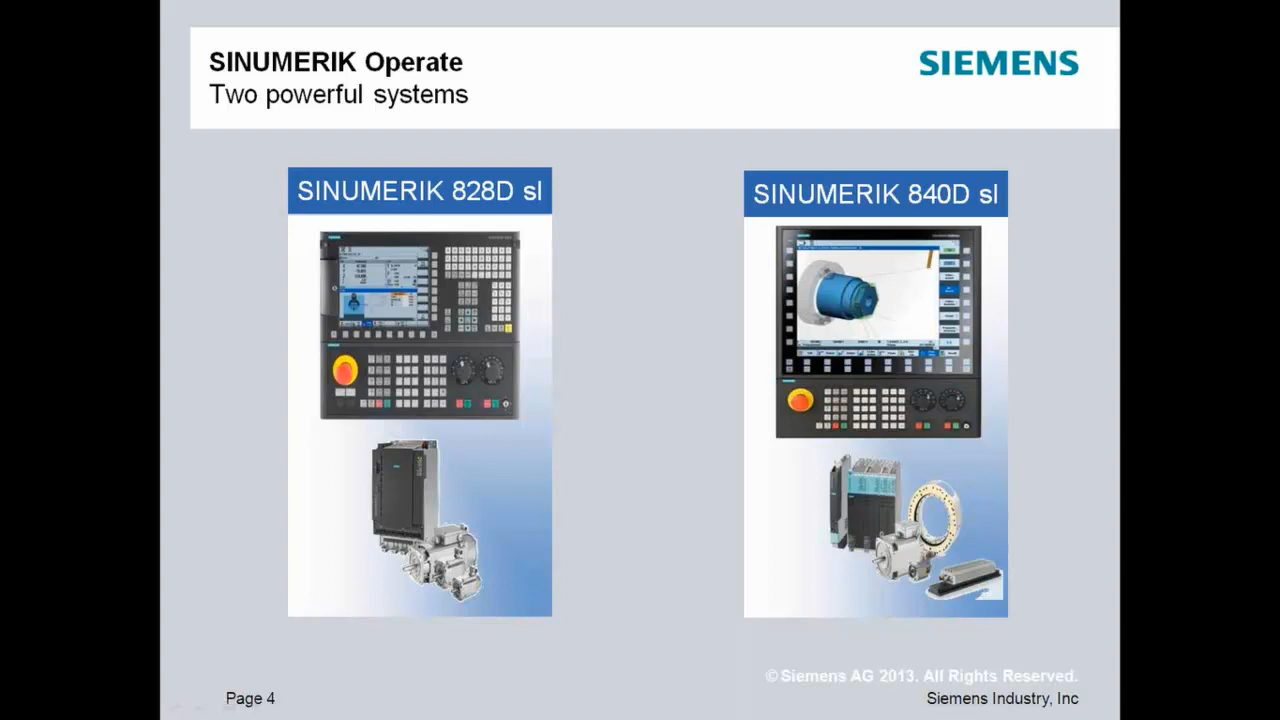 SINUMERIK Operate
Two powerful systems
SIEMENS
SINUMERIK 828D sl
SINUMERIK 840D sl
© Siemens AG 2013. All Rights Reserved.
Page 4
Siemens Industry, Inc